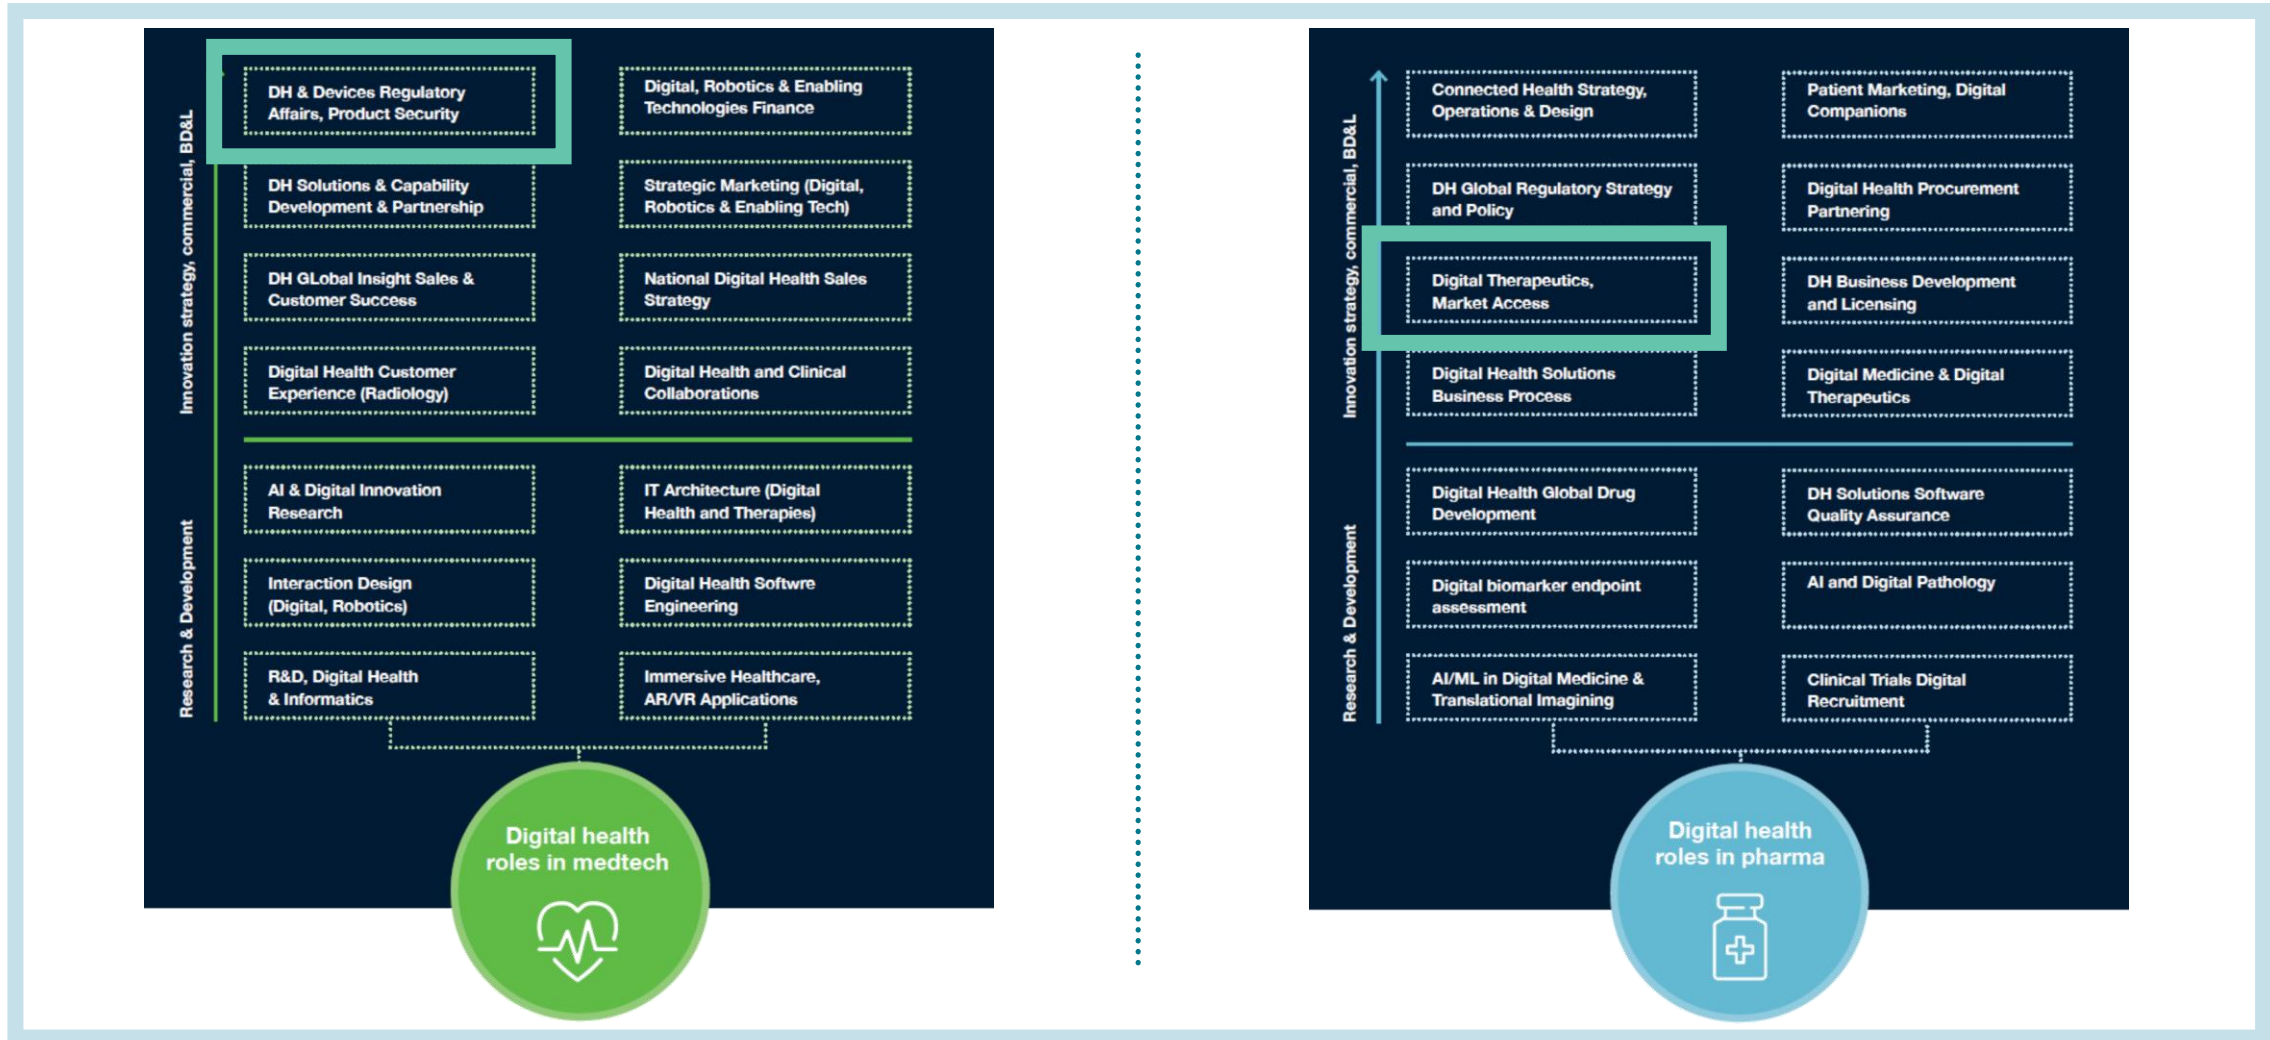 Innovation strategy, commercial, BD&L
DH & Devices Regulatory
Affairs, Product Security
Digital, Robotics & Enabling
Technologies Finance
DH Solutions & Capability
Development & Partnership
Strategic Marketing (Digital,
Robotics & Enabling Tech)
DH GLobal Insight Sales &
Customer Success
National Digital Health Sales
Strategy
Digital Health Customer
Experience (Radiology)
Digital Health and Clinical
Collaborations
Research & Development
AI & Digital Innovation
Research
IT Architecture (Digital
Health and Therapies)
Interaction Design
(Digital, Robotics)
Digital Health Softwre
Engineering
R&D, Digital Health
& Informatics
Immersive Healthcare,
AR/VR Applications
Digital health
roles in medtech
Innovation strategy, commercial, BD&L
Connected Health Strategy,
Operations & Design
Patient Marketing, Digital
Companions
DH Global Regulatory Strategy
and Policy
Digital Health Procurement
Partnering
Digital Therapeutics,
Market Access
DH Business Development
and Licensing
Digital Health Solutions
Business Process
Digital Medicine & Digital
Therapeutics
Research & Development
Digital Health Global Drug
Development
DH Solutions Software
Quality Assurance
Digital biomarker endpoint
assessment
AI and Digital Pathology
AI/ML in Digital Medicine &
Translational Imagining
Clinical Trials Digital
Recruitment
Digital health
roles in pharma